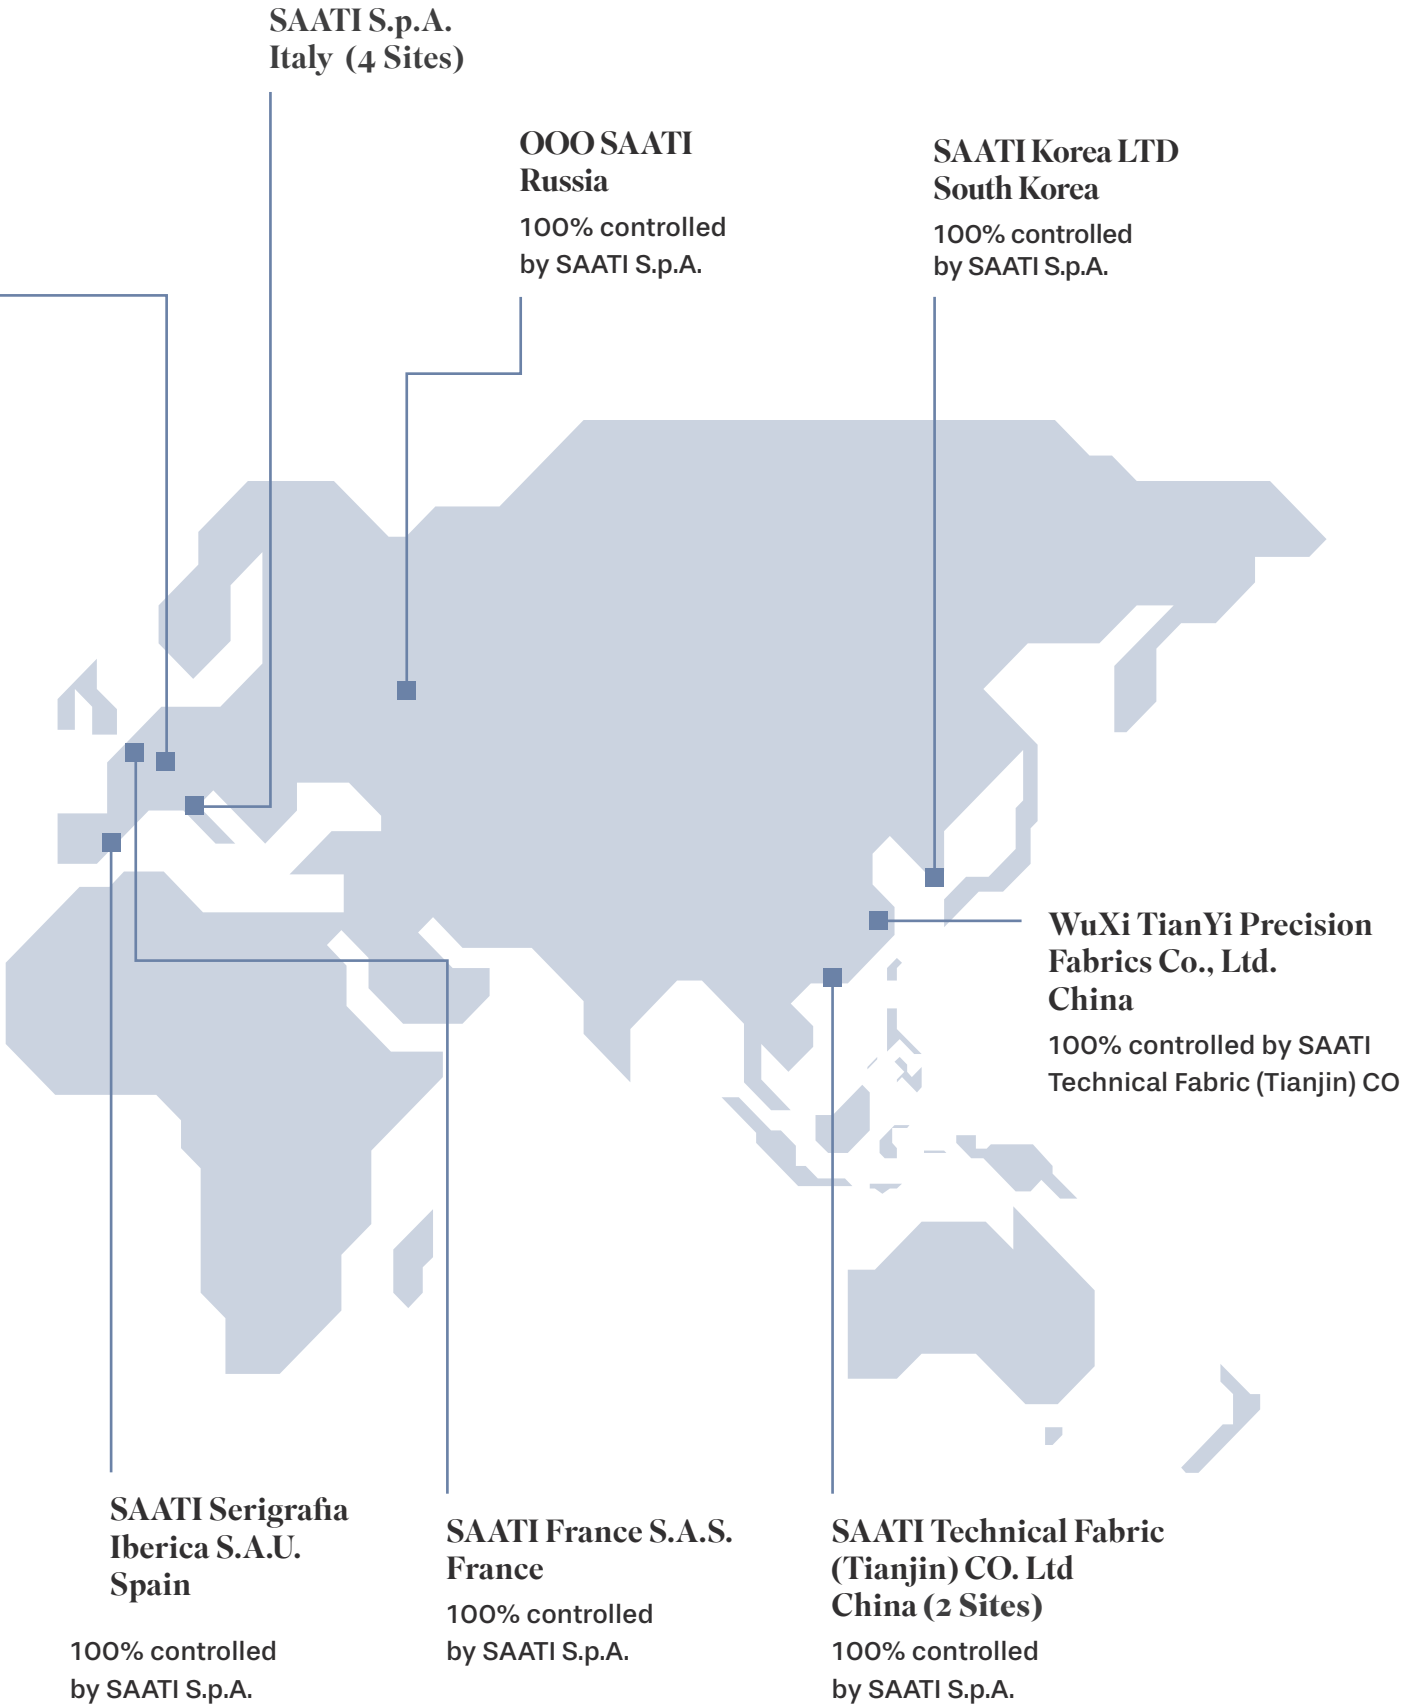 SAATI S.p.A.
Italy (4 Sites)
OOO SAATI
Russia
100% controlled
by SAATI S.p.A.
SAATI Korea LTD
South Korea
100% controlled
by SAATI S.p.A.
WuXi TianYi Precision
Fabrics Co., Ltd.
China
100% controlled by SAATI
Technical Fabric (Tianjin) CO
SAATI Serigrafia
Iberica S.A.U.
Spain
100% controlled
by SAATI S.p.A.
SAATI France S.A.S.
France
100% controlled
by SAATI S.p.A.
SAATI Technical Fabric
(Tianjin) CO. Ltd
China (2 Sites)
100% controlled
by SAATI S.p.A.